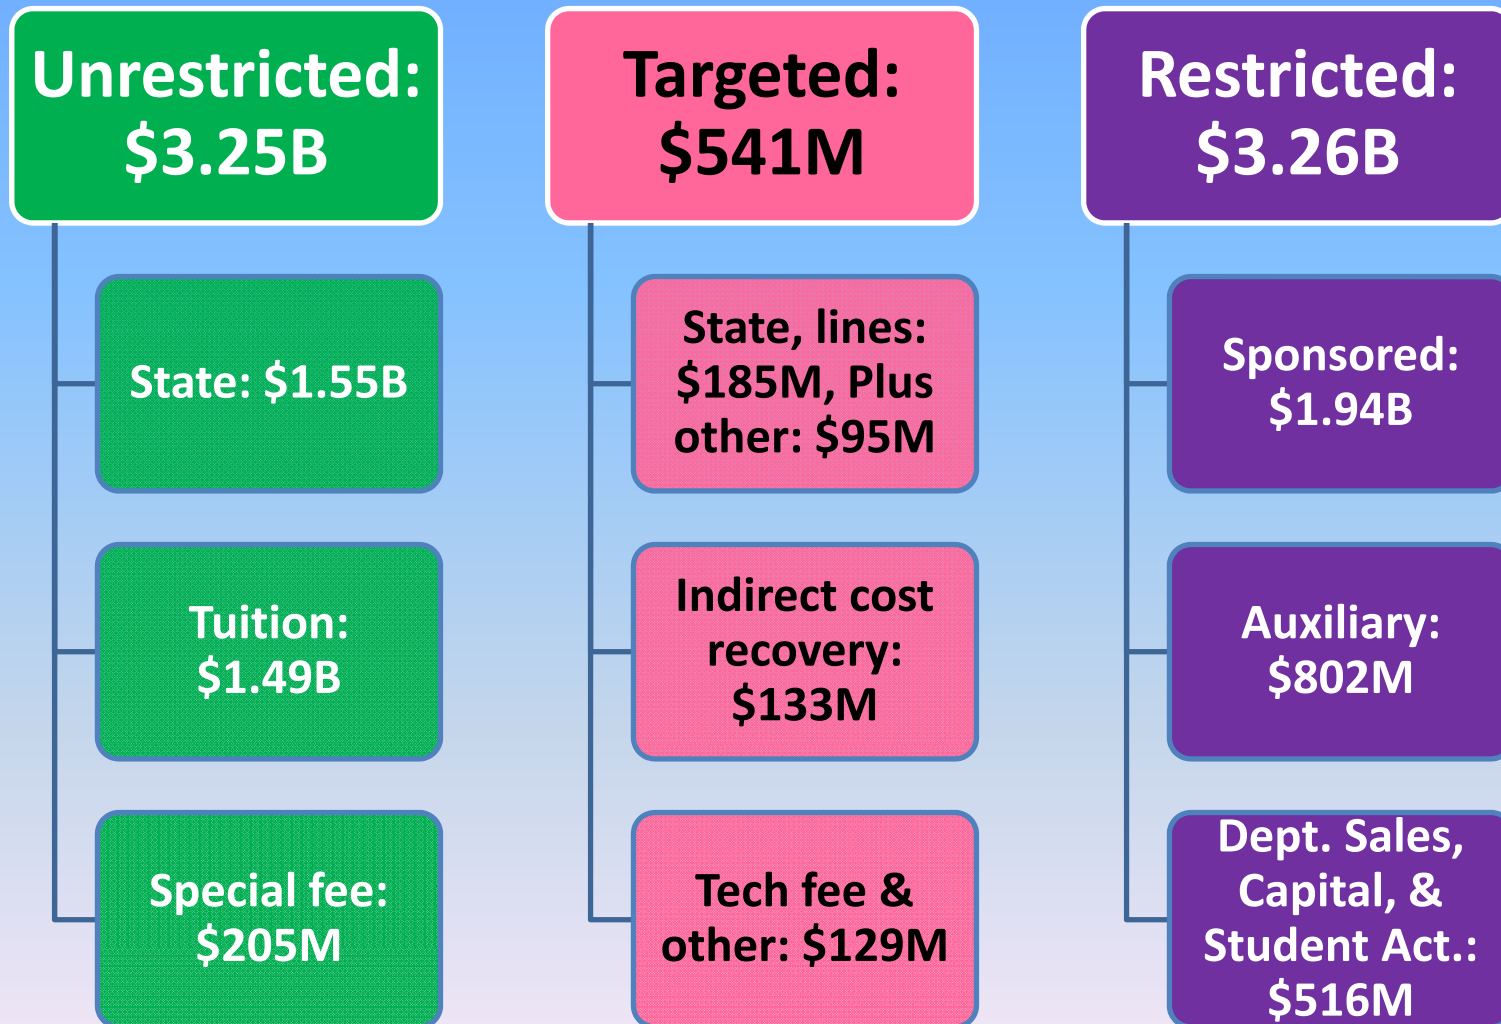 Unrestricted:
$3.25B
State: $1.55B
Tuition:
$1.49B
Special fee:
$205M
Targeted:
$541M
State, lines:
$185M, Plus
other: $95M
Indirect cost
recovery:
$133M
Tech fee &
other: $129M
Restricted:
$3.26B
Sponsored:
$1.94B
Auxiliary:
$802M
Dept. Sales,
Capital, &
Student Act.:
$516M